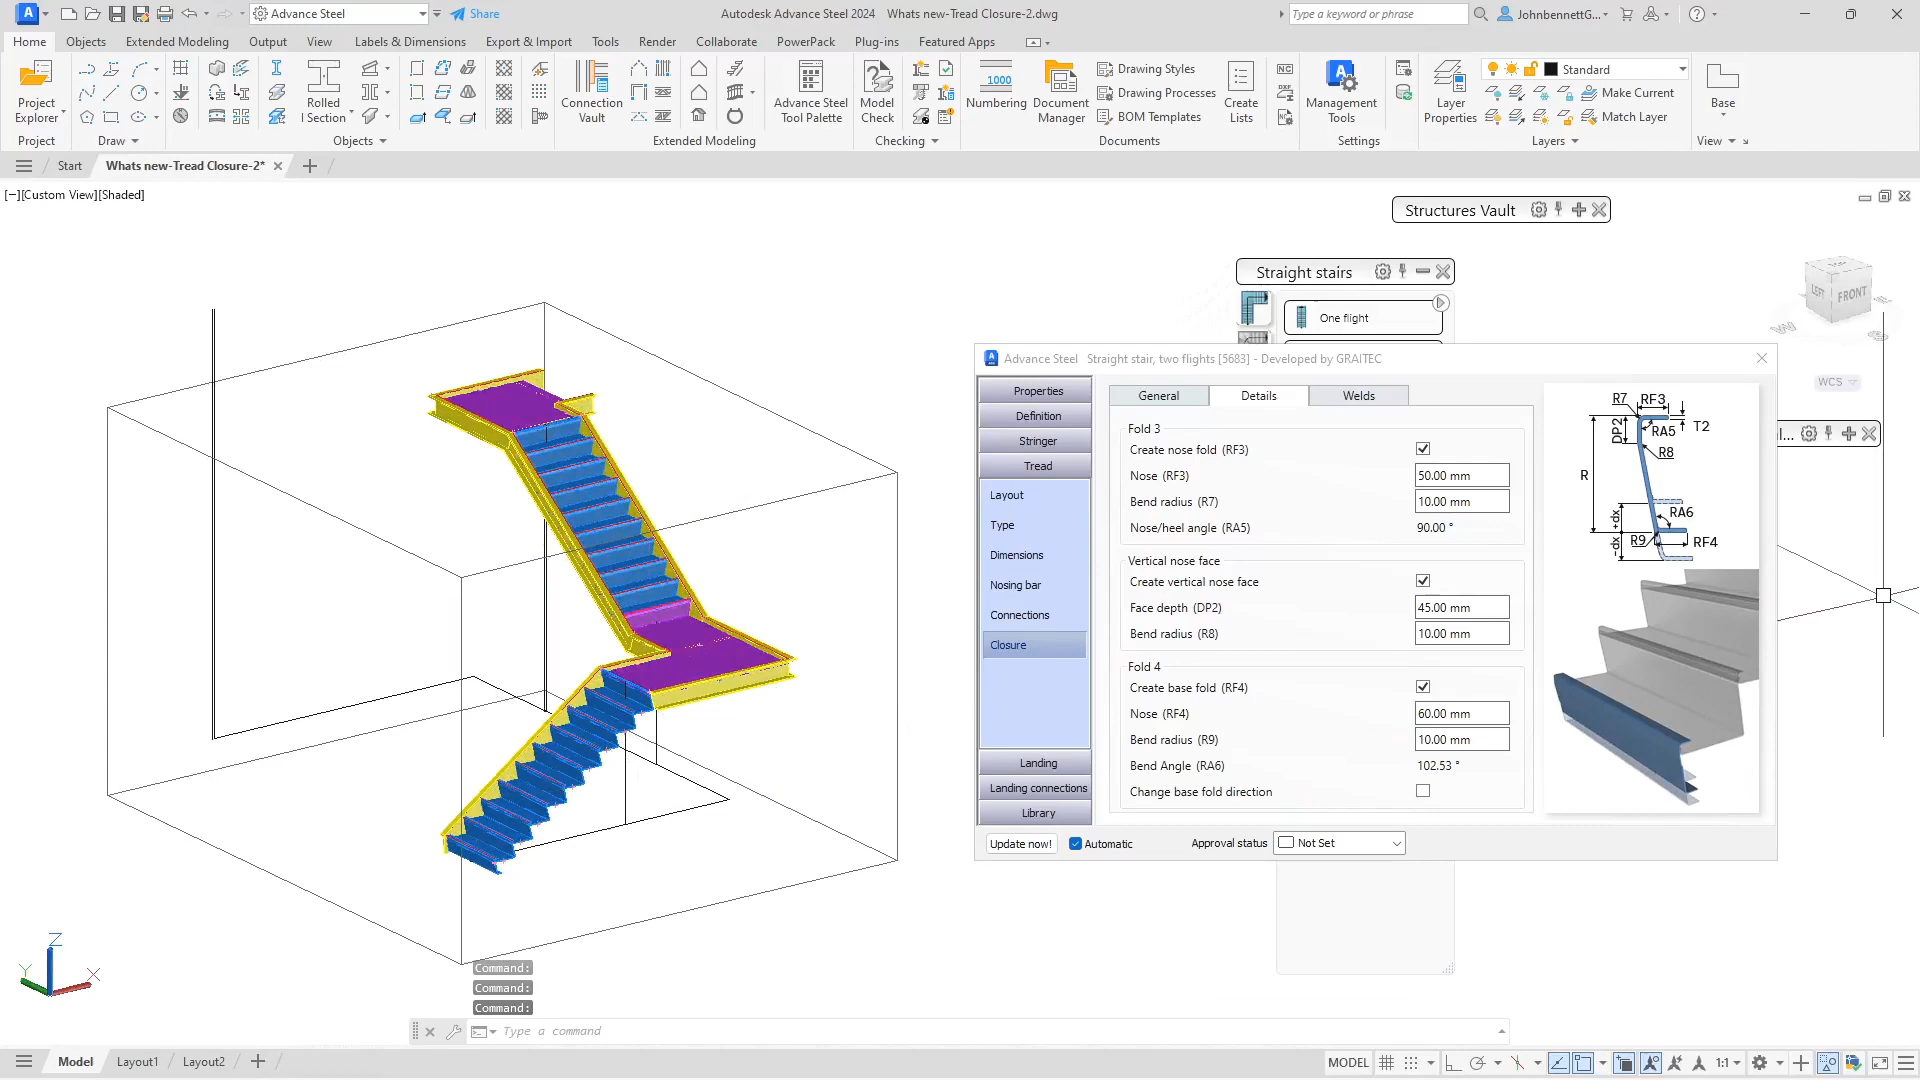 Advance Steel
Share
Autodesk Advance Steel 2024 Whats new-Tread Closure-2.dwg
Type a keyword or phrase
JohnbennettG...
Home Objects Extended Modeling Output View Labels & Dimensions Export & Import Tools Render Collaborate PowerPack Plug-ins Featured Apps
Project Explorer
Project
Draw
Rolled I Section
Objects
Connection Vault
Extended Modeling
Advance Steel Tool Palette
Model Check
Checking
1000
Numbering
Document Manager
Drawing Styles
Drawing Processes
BOM Templates
Create Lists
NC
DXF
Documents
Management Tools
Settings
Layer Properties
Standard
Make Current
Match Layer
Layers
Base
View
Start
Whats new-Tread Closure-2*
[−][Custom View][Shaded]
Structures Vault
Straight stairs
One flight
TOP
LEFT
FRONT
W
S
WCS
l...
Advance Steel Straight stair, two flights [5683] - Developed by GRAITEC
Properties
Definition
Stringer
Tread
Layout
Type
Dimensions
Nosing bar
Connections
Closure
Landing
Landing connections
Library
General Details Welds
Fold 3
Create nose fold (RF3)
Nose (RF3) 50.00 mm
Bend radius (R7) 10.00 mm
Nose/heel angle (RA5) 90.00 °
Vertical nose face
Create vertical nose face
Face depth (DP2) 45.00 mm
Bend radius (R8) 10.00 mm
Fold 4
Create base fold (RF4)
Nose (RF4) 60.00 mm
Bend radius (R9) 10.00 mm
Bend Angle (RA6) 102.53 °
Change base fold direction
R7 RF3
DP2 RA5 T2
R8
R
RA6
+dx
-dx
R9 RF4
Update now! Automatic Approval status Not Set
Z
Y
X
Command:
Command:
Command:
Type a command
Model Layout1 Layout2
MODEL
1:1